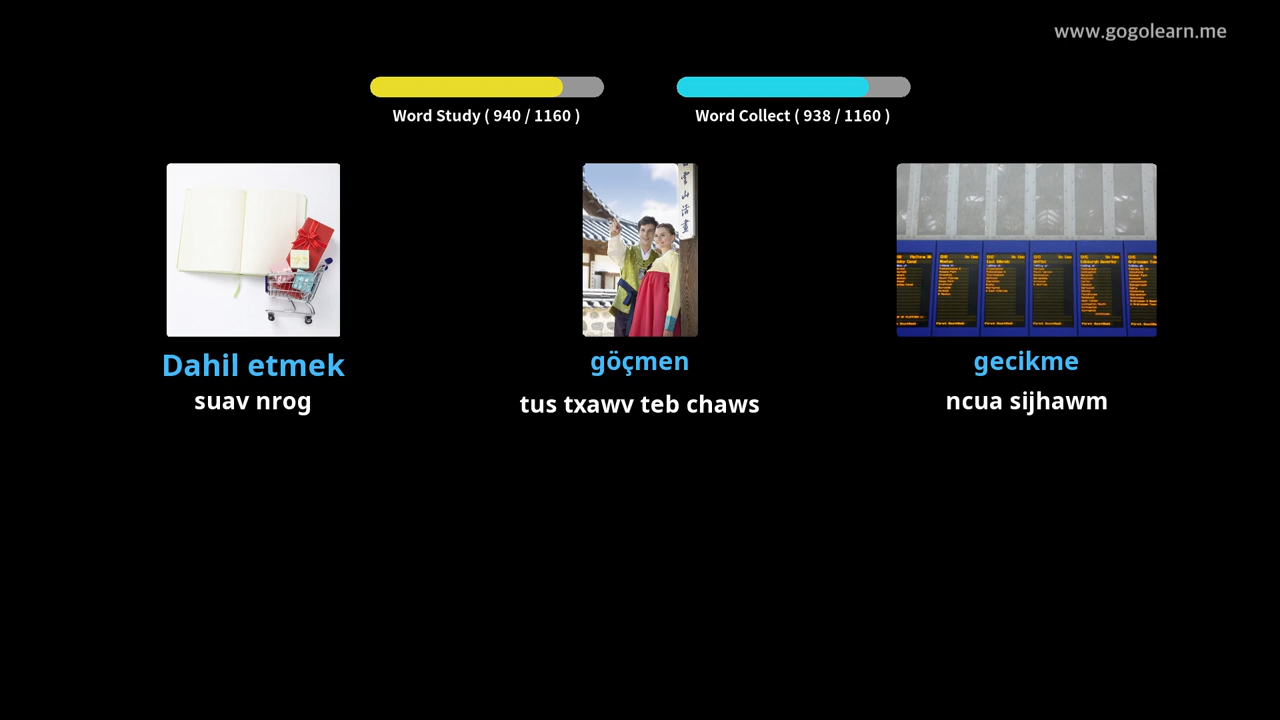 www.gogolearn.me
Word Study ( 940 / 1160 )
Word Collect ( 938 / 1160 )
Dahil etmek
suav nrog
göçmen
tus txawv teb chaws
gecikme
ncua sijhawm